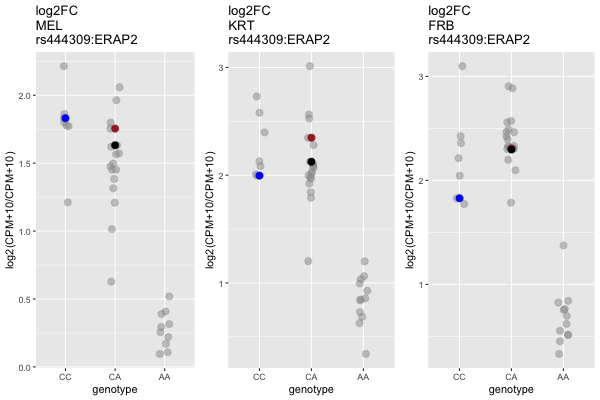 log2FC
MEL
rs444309:ERAP2
log2(CPM+10/CPM+10)
2.0
1.5
1.0
0.5
0.0
CC CA AA
genotype
log2FC
KRT
rs444309:ERAP2
log2(CPM+10/CPM+10)
3
2
1
CC CA AA
genotype
log2FC
FRB
rs444309:ERAP2
log2(CPM+10/CPM+10)
3
2
1
CC CA AA
genotype